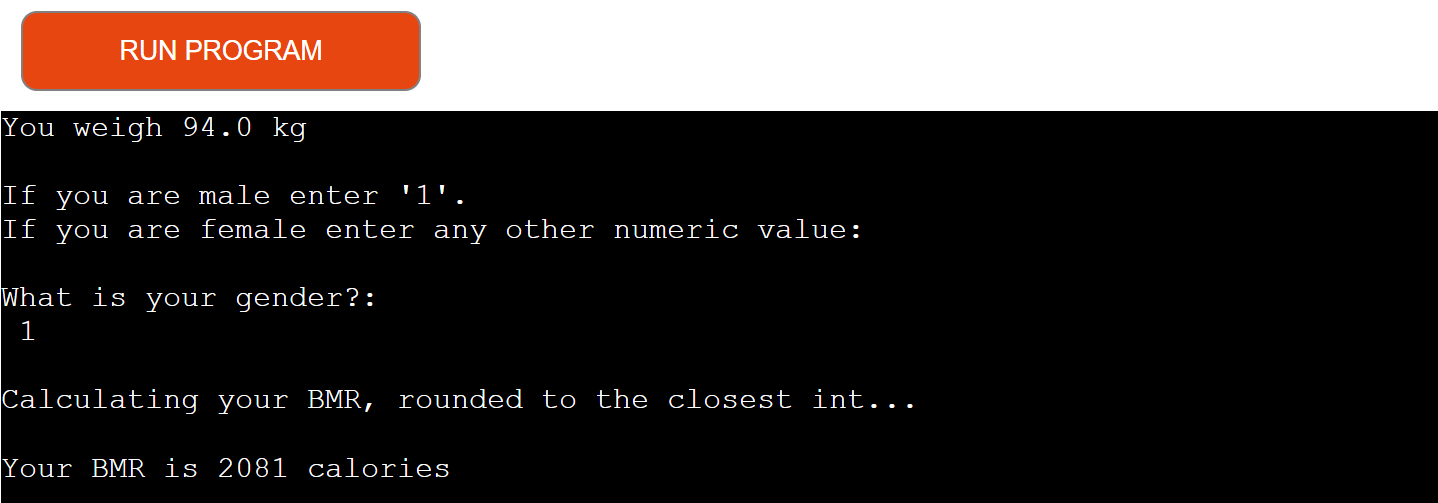 RUN PROGRAM
You weigh 94.0 kg
If you are male enter '1'.
If you are female enter any other numeric value:
What is your gender?:
1
Calculating your BMR, rounded to the closest int...
Your BMR is 2081 calories